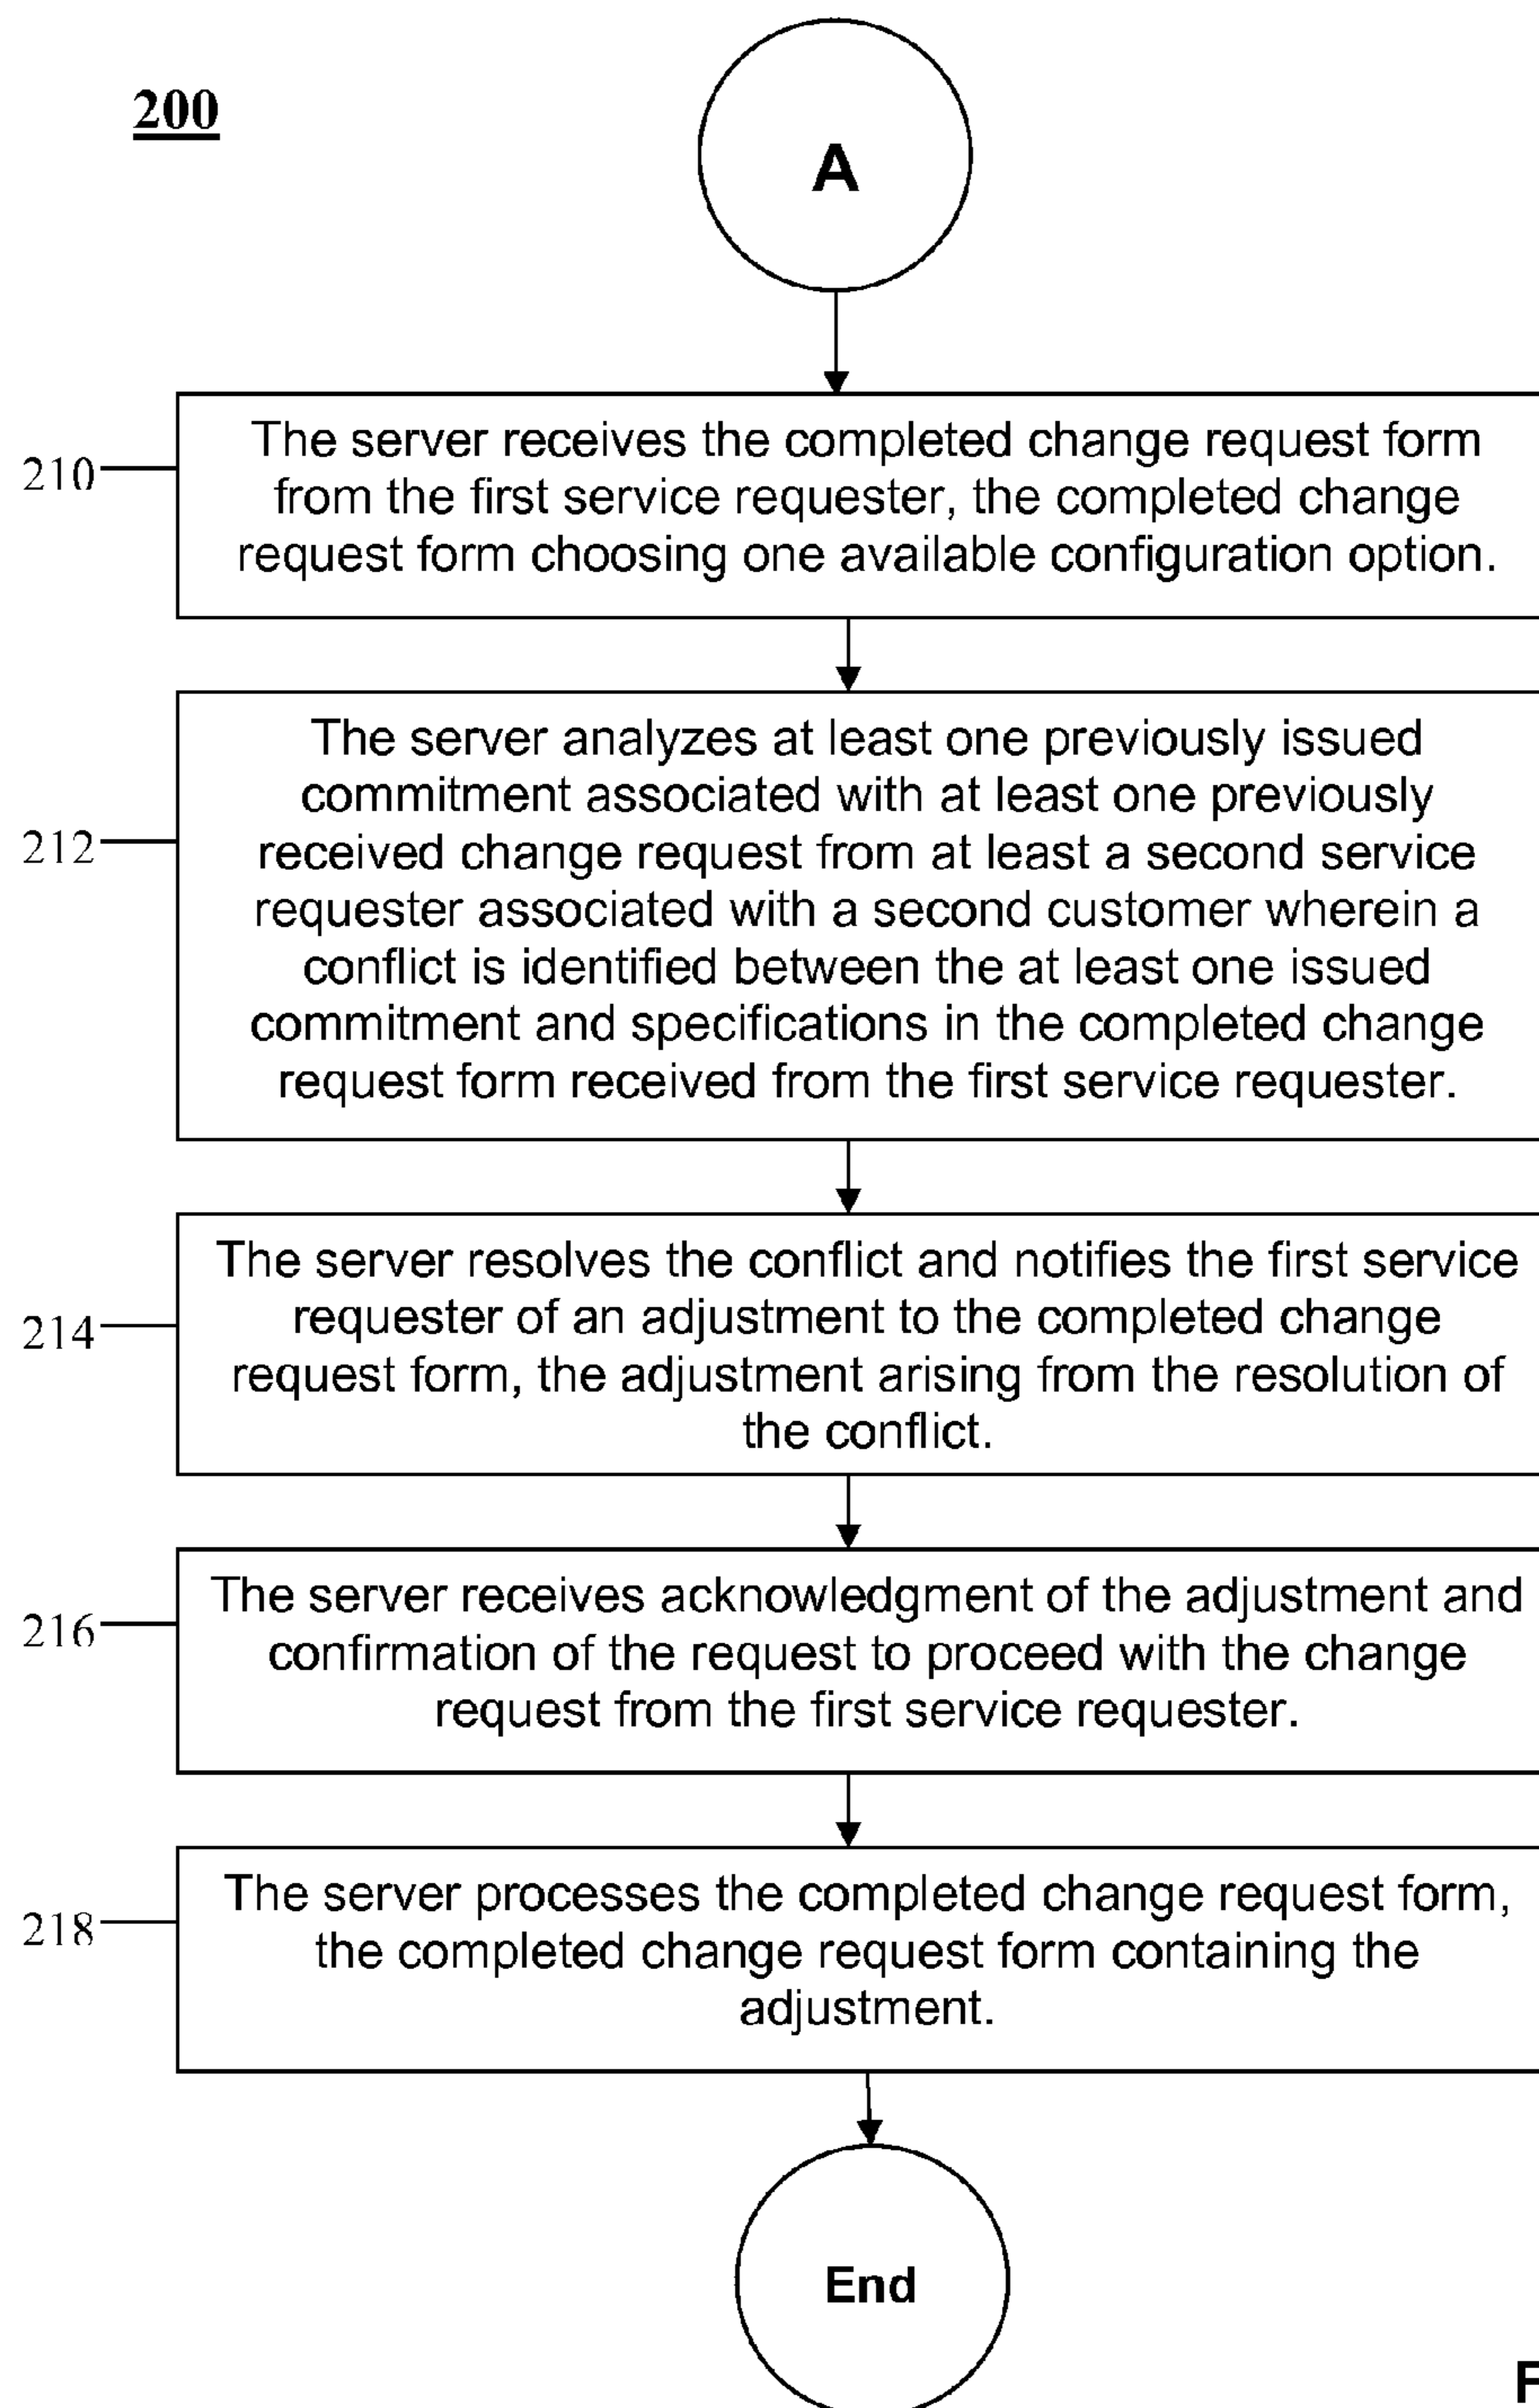 200
A
210
The server receives the completed change request form
from the first service requester, the completed change
request form choosing one available configuration option.
212
The server analyzes at least one previously issued
commitment associated with at least one previously
received change request from at least a second service
requester associated with a second customer wherein a
conflict is identified between the at least one issued
commitment and specifications in the completed change
request form received from the first service requester.
214
The server resolves the conflict and notifies the first service
requester of an adjustment to the completed change
request form, the adjustment arising from the resolution of
the conflict.
216
The server receives acknowledgment of the adjustment and
confirmation of the request to proceed with the change
request from the first service requester.
218
The server processes the completed change request form,
the completed change request form containing the
adjustment.
End